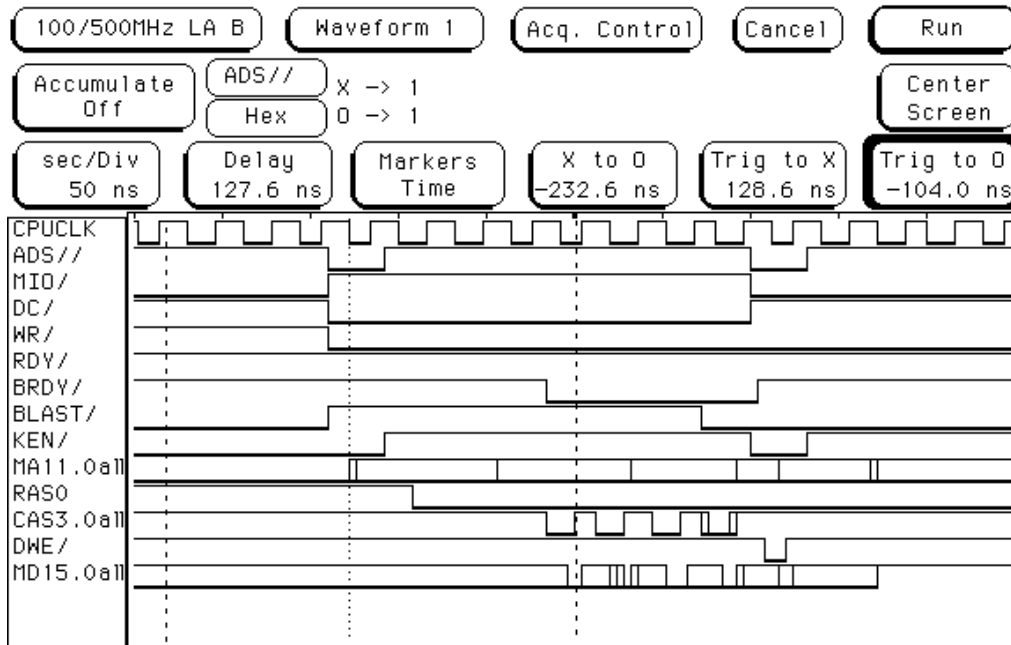 100/500MHz LA B Waveform 1 Acq. Control Cancel Run
Accumulate Off ADS// X -> 1 Center Screen
Hex O -> 1
sec/Div Delay Markers X to O Trig to X Trig to O
50 ns 127.6 ns Time -232.6 ns 128.6 ns -104.0 ns
CPUCLK
ADS//
MIO/
DC/
WR/
RDY/
BRDY/
BLAST/
KEN/
MA11.0all
RAS0
CAS3.0all
DWE/
MD15.0all